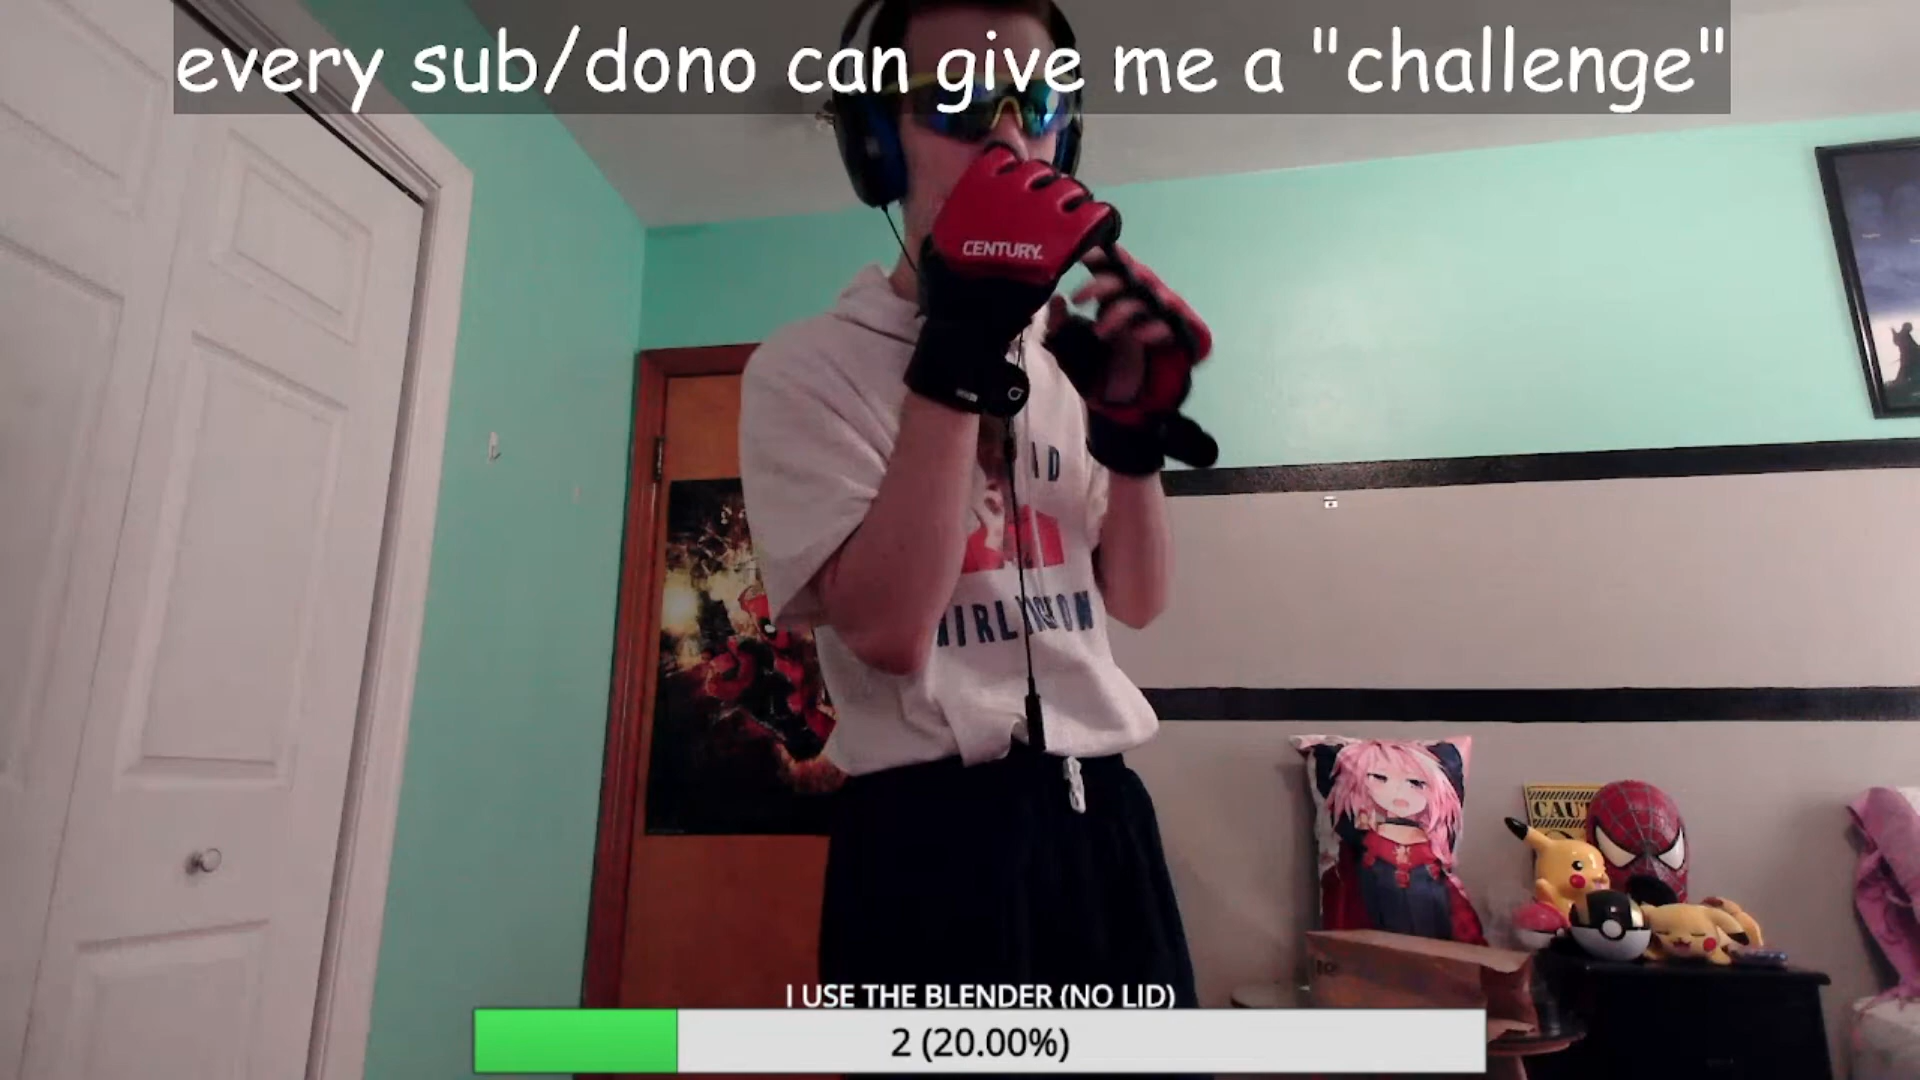 every sub/dono can give me a "challenge"
CENTURY.
I USE THE BLENDER (NO LID)
2 (20.00%)